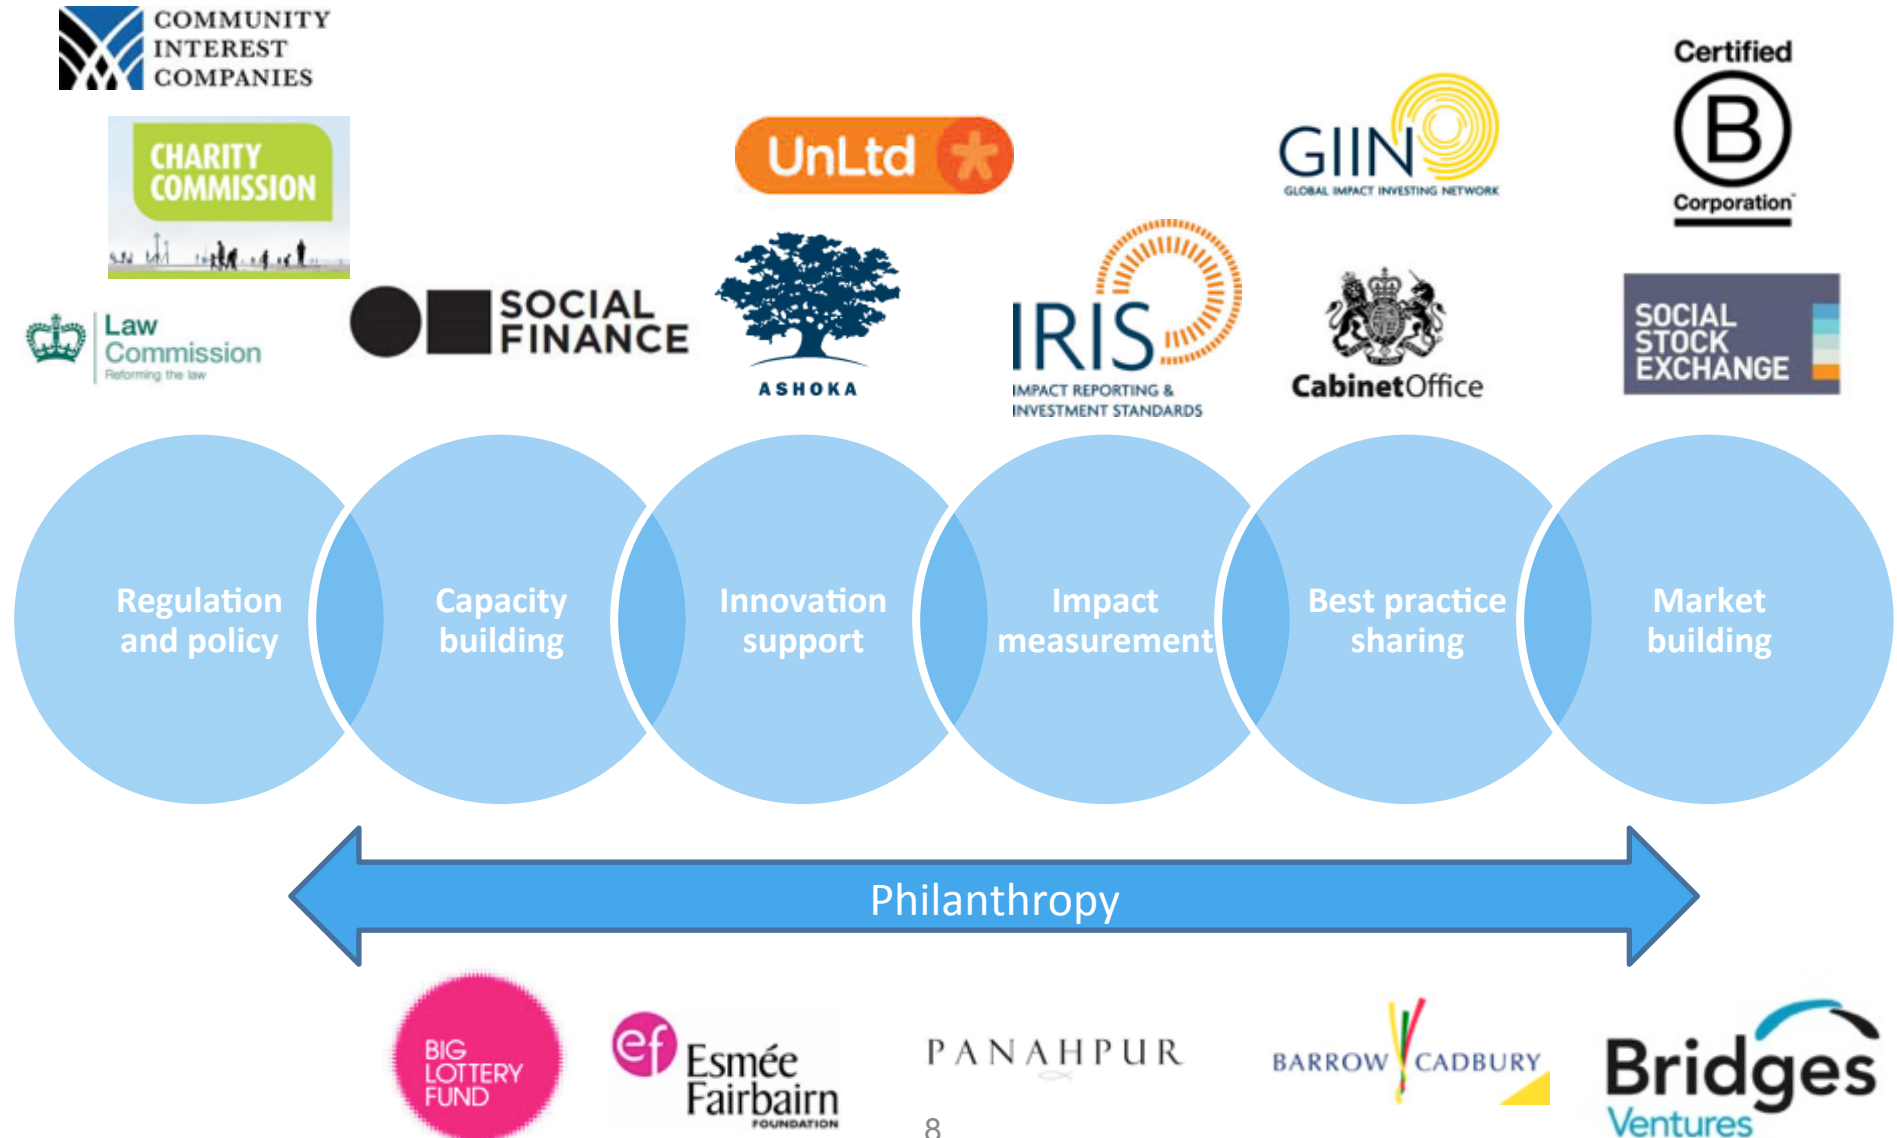 COMMUNITY
INTEREST
COMPANIES
CHARITY
COMMISSION
Law
Commission
Reforming the law
SOCIAL
FINANCE
UnLtd
ASHOKA
IRIS
IMPACT REPORTING &
INVESTMENT STANDARDS
GIIN
GLOBAL IMPACT INVESTING NETWORK
CabinetOffice
Certified
B
Corporation™
SOCIAL
STOCK
EXCHANGE
Regulation
and policy
Capacity
building
Innovation
support
Impact
measurement
Best practice
sharing
Market
building
Philanthropy
BIG
LOTTERY
FUND
ef
Esmée
Fairbairn
FOUNDATION
PANAHPUR
BARROW CADBURY
Bridges
Ventures
8